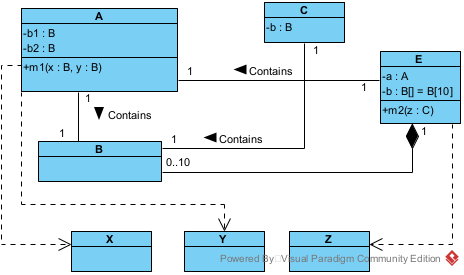 A
-b1 : B
-b2 : B
+m1(x : B, y : B)
C
-b : B
E
-a : A
-b : B[] = B[10]
+m2(z : C)
1
1
Contains
1
1
1
Contains
1
1
Contains
1
B
0..10
X
Y
Z
Powered By Visual Paradigm Community Edition